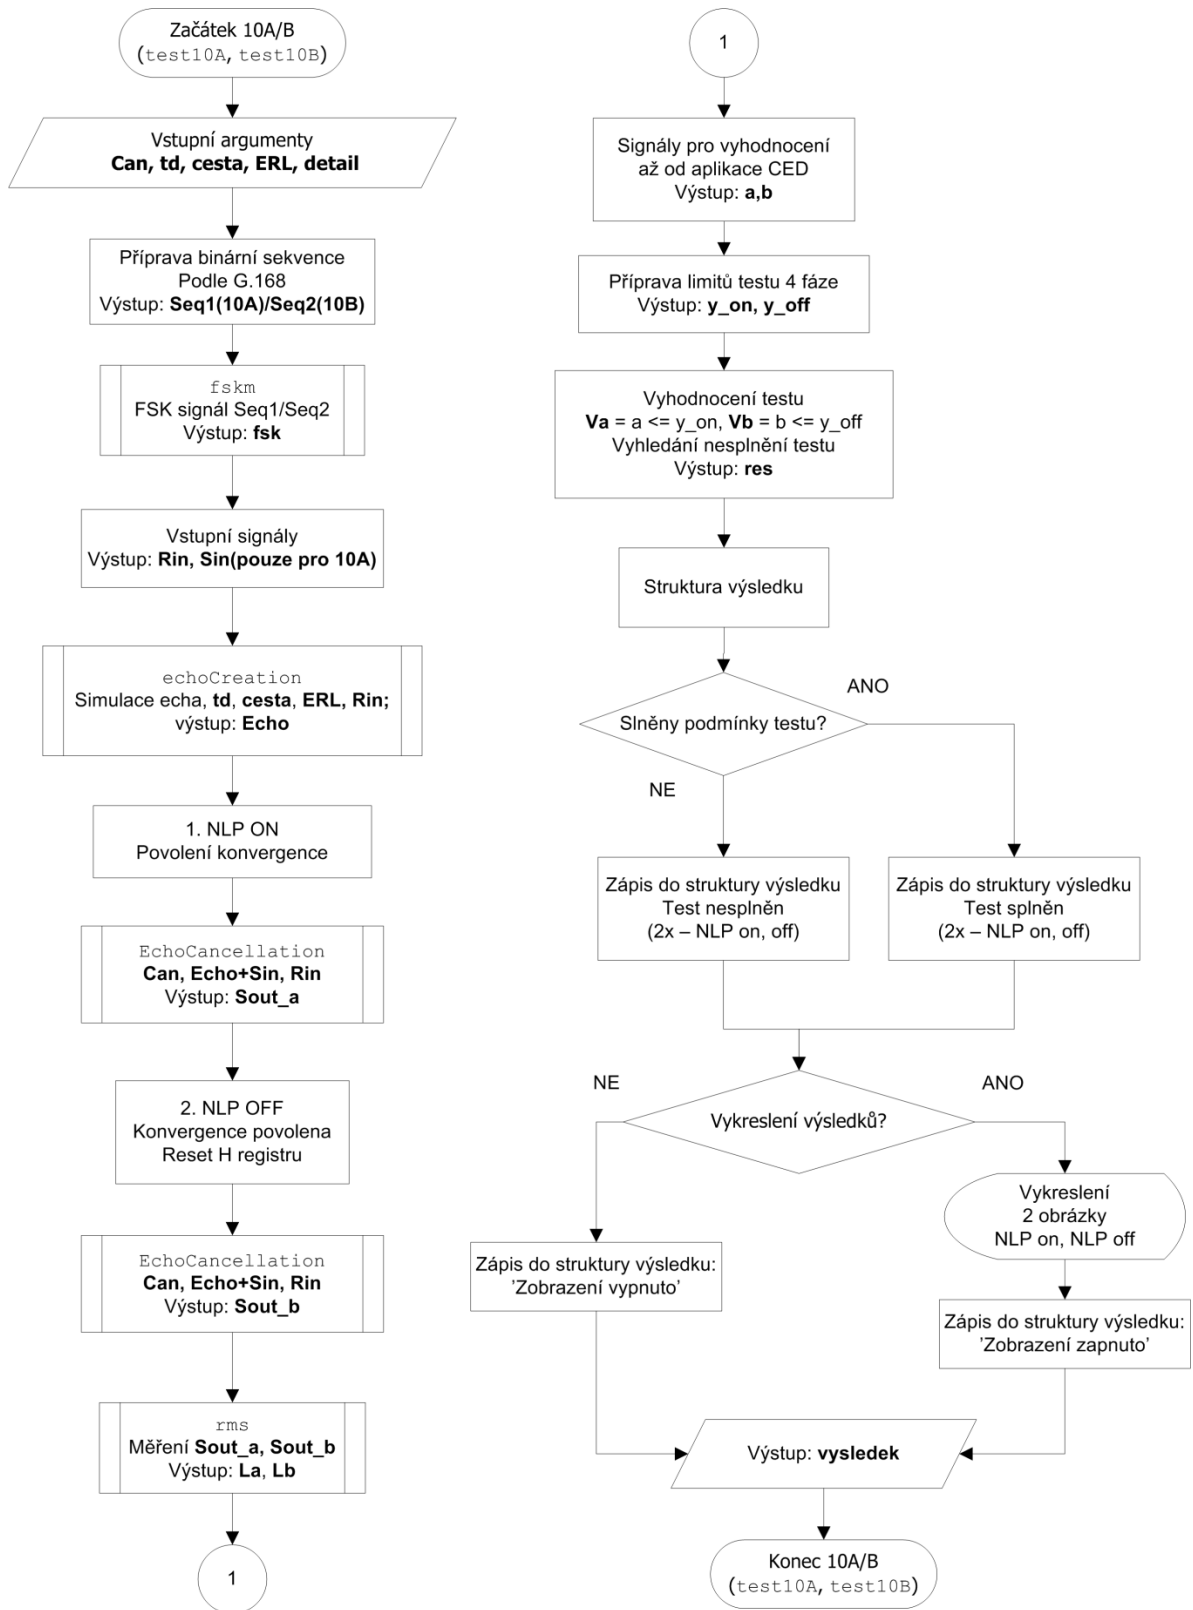 Začátek 10A/B
(test10A, test10B)
Vstupní argumenty
Can, td, cesta, ERL, detail
Příprava binární sekvence
Podle G.168
Výstup: Seq1(10A)/Seq2(10B)
fskm
FSK signál Seq1/Seq2
Výstup: fsk
Vstupní signály
Výstup: Rin, Sin(pouze pro 10A)
echoCreation
Simulace echa, td, cesta, ERL, Rin;
výstup: Echo
1. NLP ON
Povolení konvergence
EchoCancellation
Can, Echo+Sin, Rin
Výstup: Sout_a
2. NLP OFF
Konvergence povolena
Reset H registru
EchoCancellation
Can, Echo+Sin, Rin
Výstup: Sout_b
rms
Měření Sout_a, Sout_b
Výstup: La, Lb
1
1
Signály pro vyhodnocení
až od aplikace CED
Výstup: a,b
Příprava limitů testu 4 fáze
Výstup: y_on, y_off
Vyhodnocení testu
Va = a <= y_on, Vb = b <= y_off
Vyhledání nesplnění testu
Výstup: res
Struktura výsledku
Slněny podmínky testu?
ANO
NE
Zápis do struktury výsledku
Test nesplněn
(2x – NLP on, off)
Zápis do struktury výsledku
Test splněn
(2x – NLP on, off)
Vykreslení výsledků?
NE
ANO
Vykreslení
2 obrázky
NLP on, NLP off
Zápis do struktury výsledku:
’Zobrazení vypnuto’
Zápis do struktury výsledku:
’Zobrazení zapnuto’
Výstup: vysledek
Konec 10A/B
(test10A, test10B)